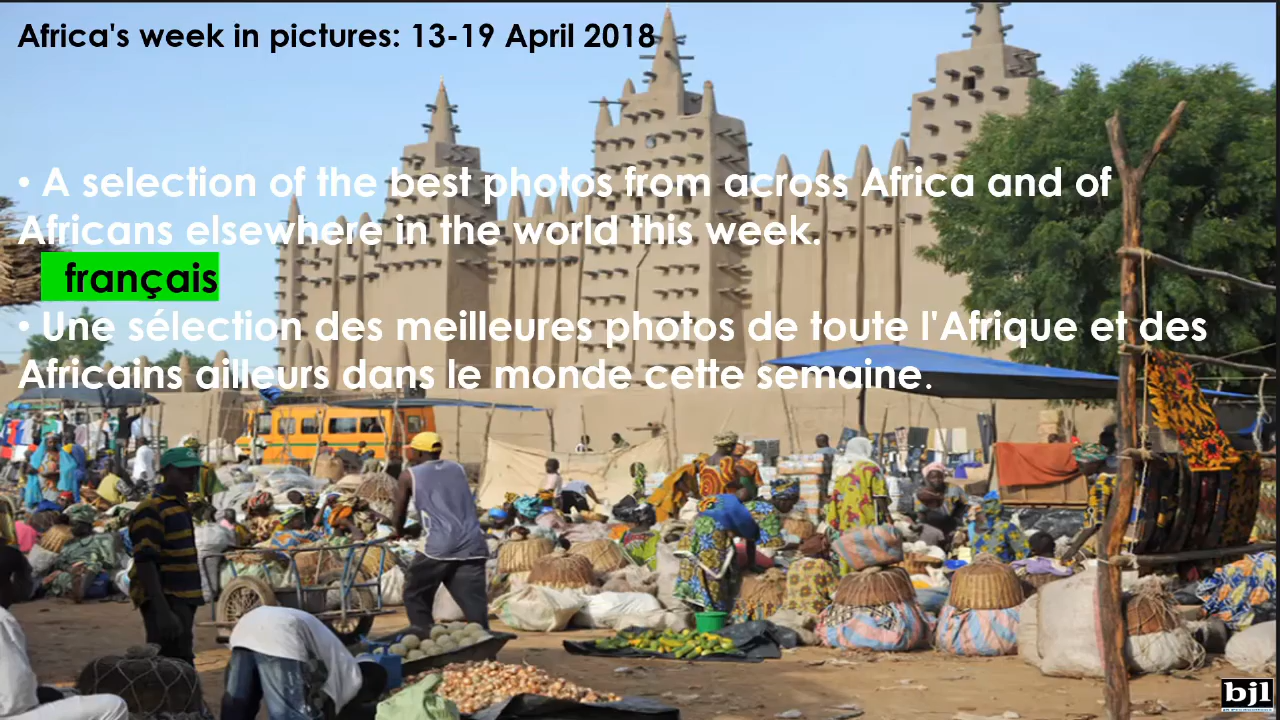 Africa's week in pictures: 13-19 April 2018
• A selection of the best photos from across Africa and of
Africans elsewhere in the world this week.
français
• Une sélection des meilleures photos de toute l'Afrique et des
Africains ailleurs dans le monde cette semaine.
bjl